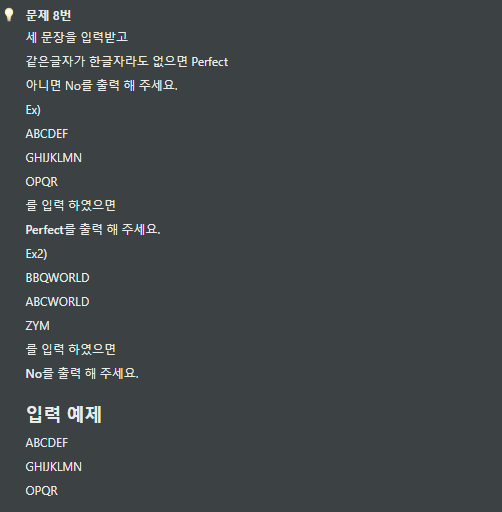 문제 8번
세 문장을 입력받고
같은글자가 한글자라도 없으면 Perfect
아니면 No를 출력 해 주세요.
Ex)
ABCDEF
GHIJKLMN
OPQR
를 입력 하였으면
Perfect를 출력 해 주세요.
Ex2)
BBQWORLD
ABCWORLD
ZYM
를 입력 하였으면
No를 출력 해 주세요.
입력 예제
ABCDEF
GHIJKLMN
OPQR